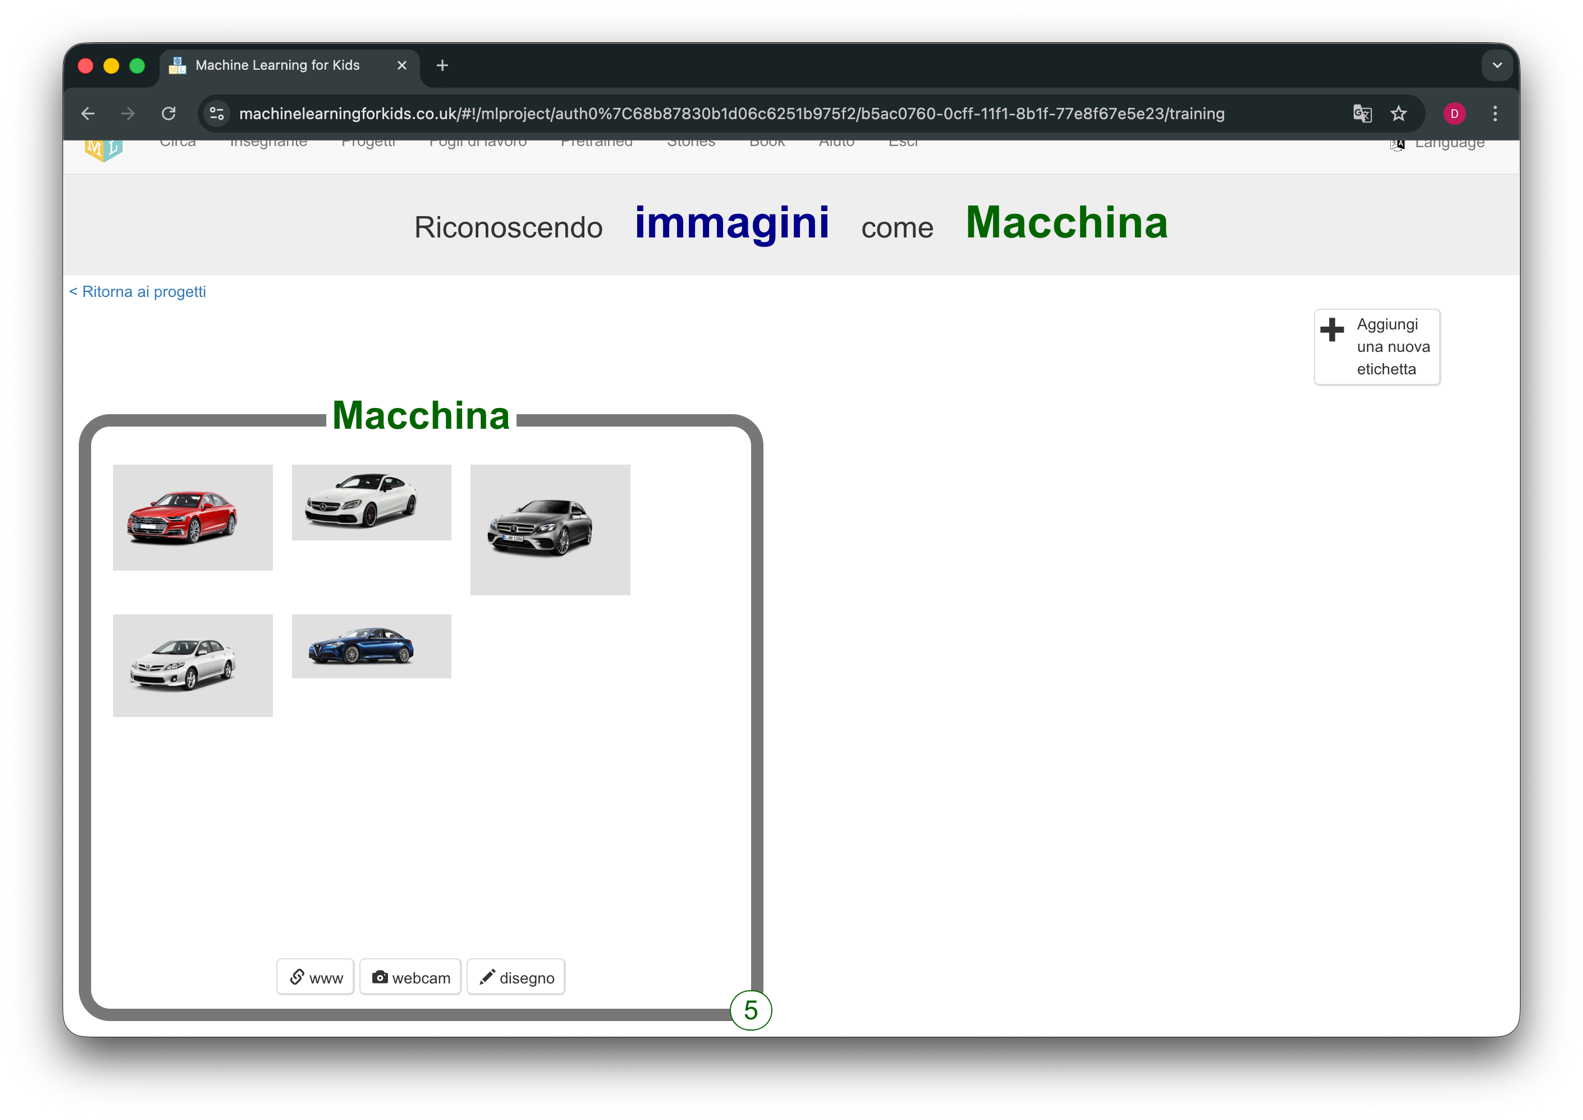 Machine Learning for Kids
machinelearningforkids.co.uk/#!/mlproject/auth0%7C68b87830b1d06c6251b975f2/b5ac0760-0cff-11f1-8b1f-77e8f67e5e23/training
D
M L Circa Insegnante Progetti Fogli di lavoro Pretrained Stories Book Aiuto Esci Language
Riconoscendo immagini come Macchina
< Ritorna ai progetti
Aggiungi
una nuova
etichetta
Macchina
www webcam disegno
5